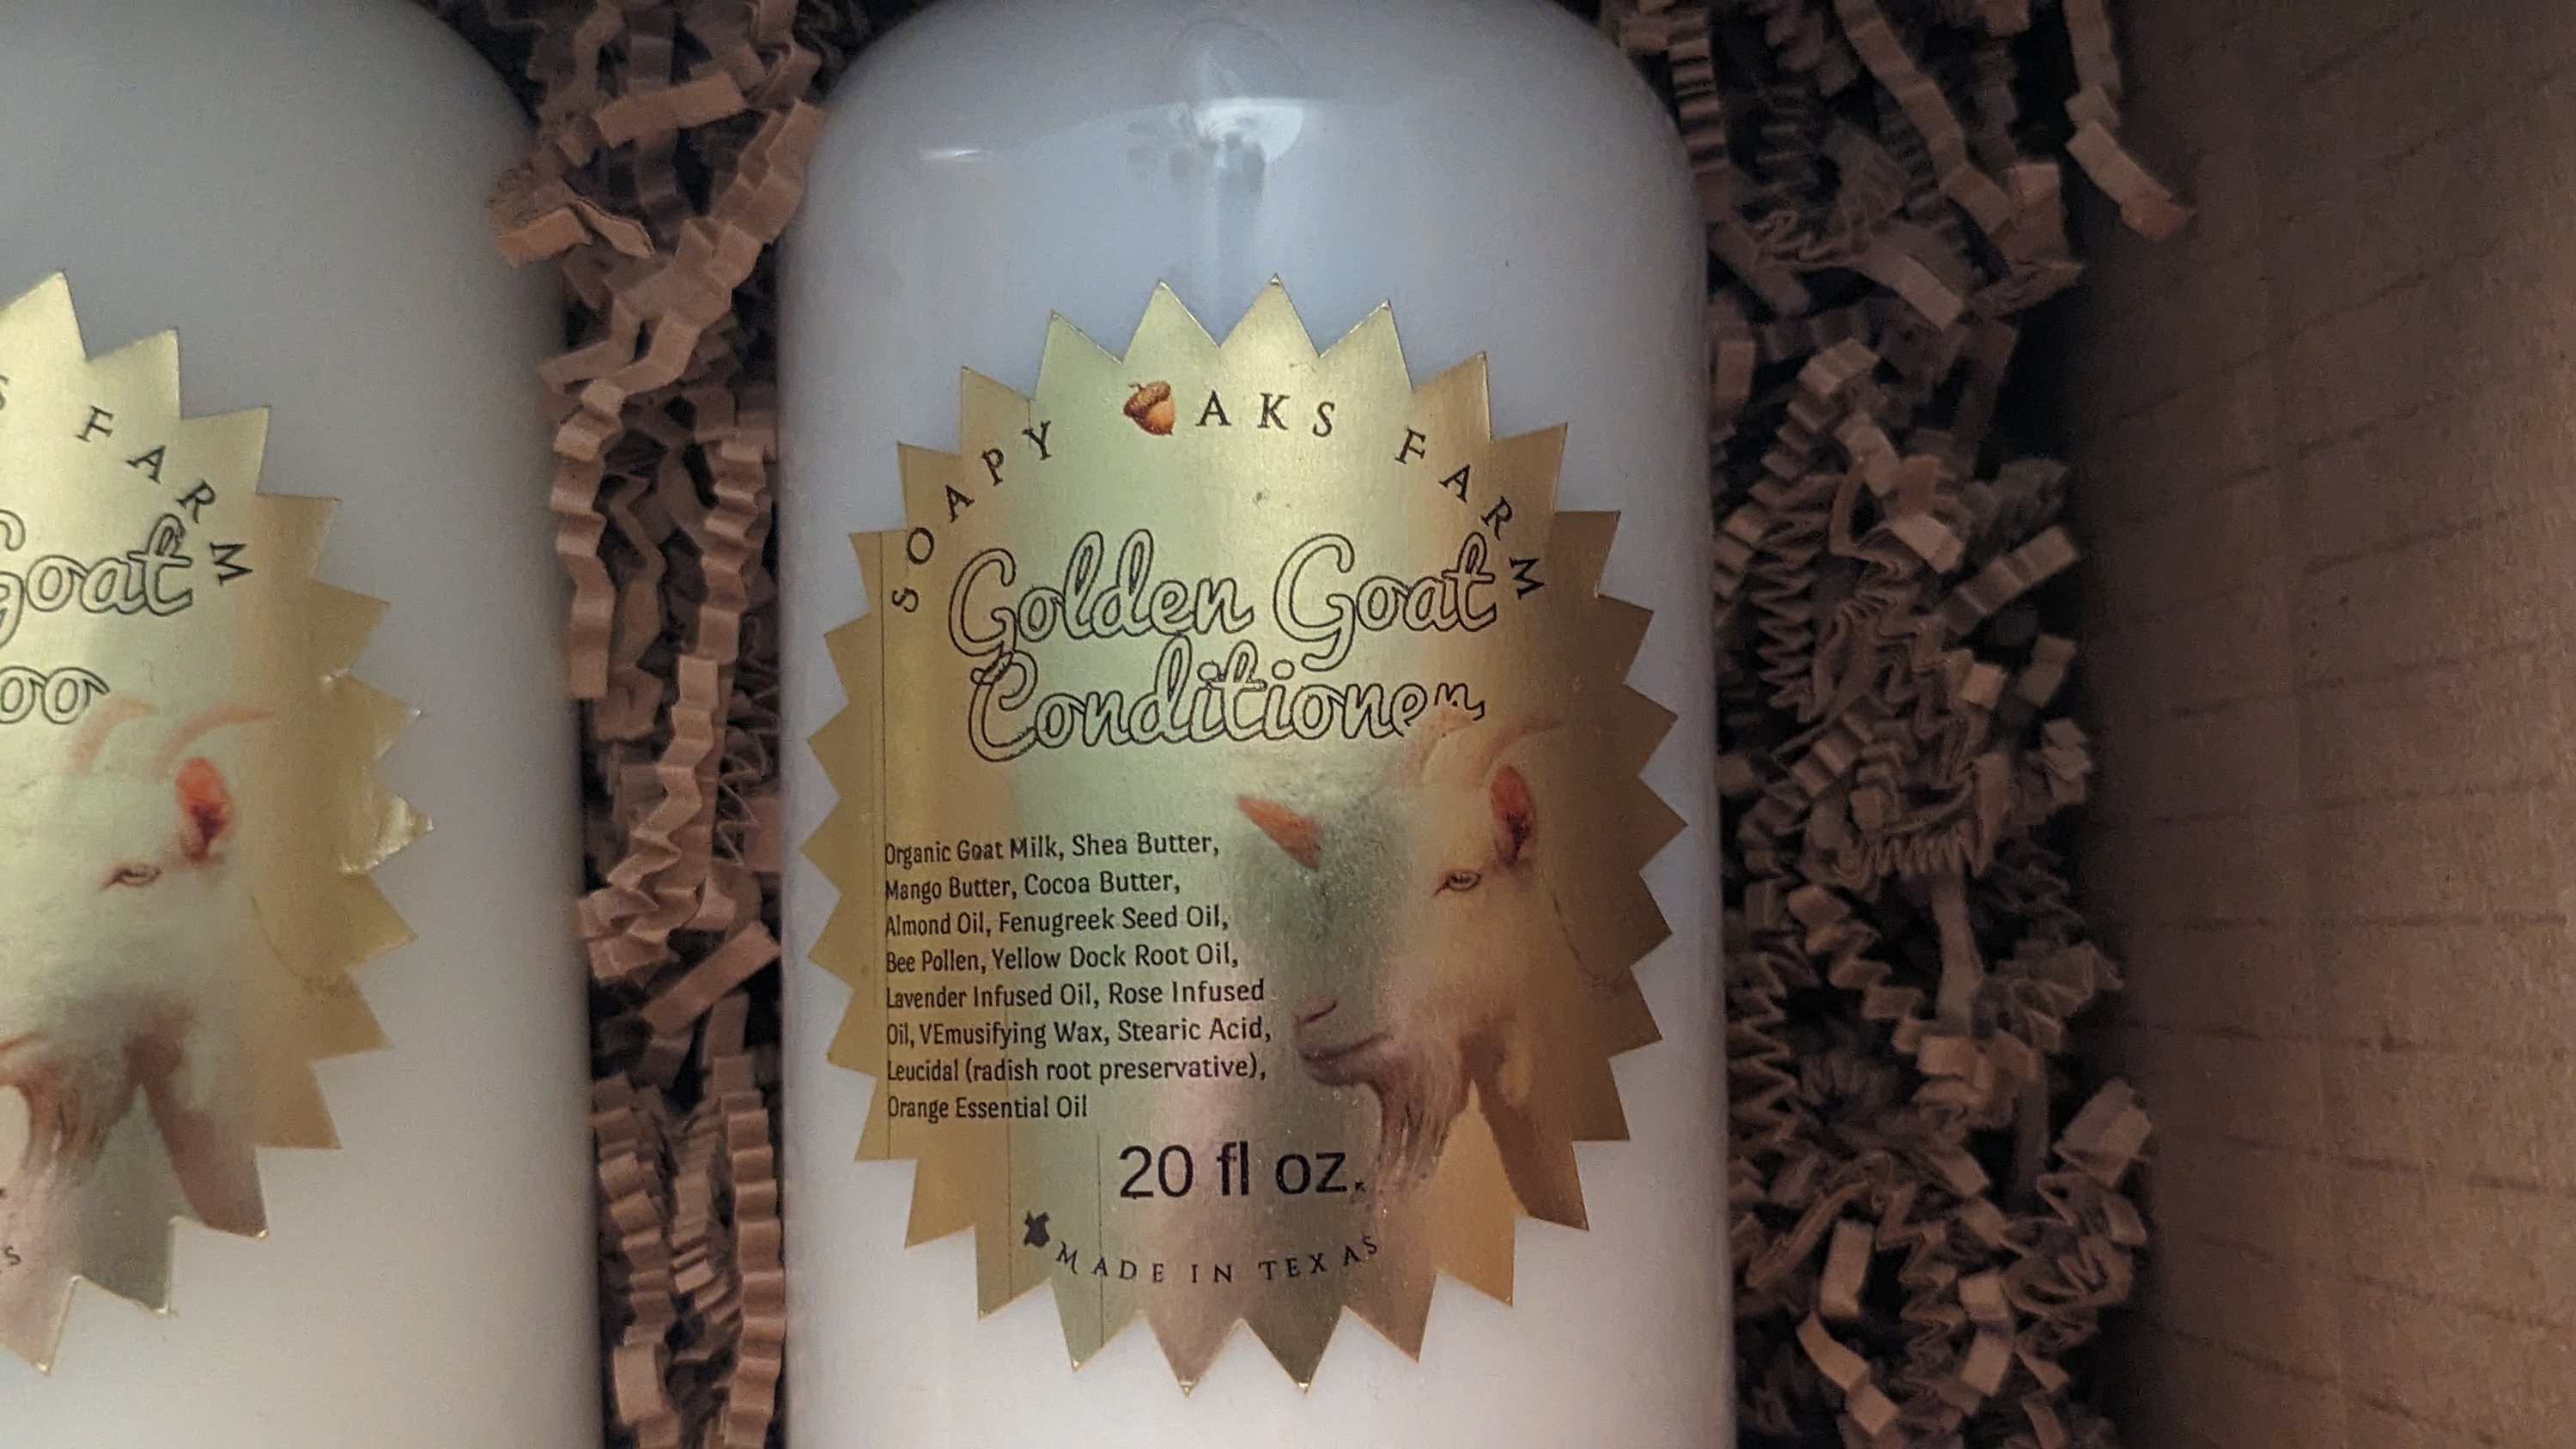 S FARM
Goat
oo
s
SOAPY AKS FARM
Golden Goat
Conditioner
Organic Goat Milk, Shea Butter,
Mango Butter, Cocoa Butter,
Almond Oil, Fenugreek Seed Oil,
Bee Pollen, Yellow Dock Root Oil,
Lavender Infused Oil, Rose Infused
Oil, VEmusifying Wax, Stearic Acid,
Leucidal (radish root preservative),
Orange Essential Oil
20 fl oz.
MADE IN TEXAS